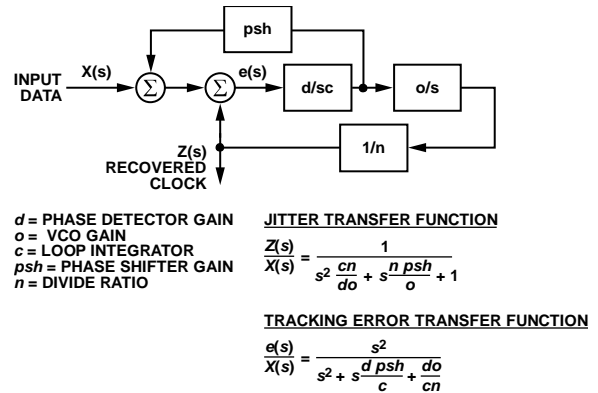 psh
X(s)
INPUT
DATA
Σ
Σ
e(s)
d/sc
o/s
1/n
Z(s)
RECOVERED
CLOCK
d = PHASE DETECTOR GAIN
o = VCO GAIN
c = LOOP INTEGRATOR
psh = PHASE SHIFTER GAIN
n = DIVIDE RATIO
JITTER TRANSFER FUNCTION
Z(s)/X(s) = 1/(s² cn/do + s n psh/o + 1)
TRACKING ERROR TRANSFER FUNCTION
e(s)/X(s) = s²/(s² + s d psh/c + do/cn)